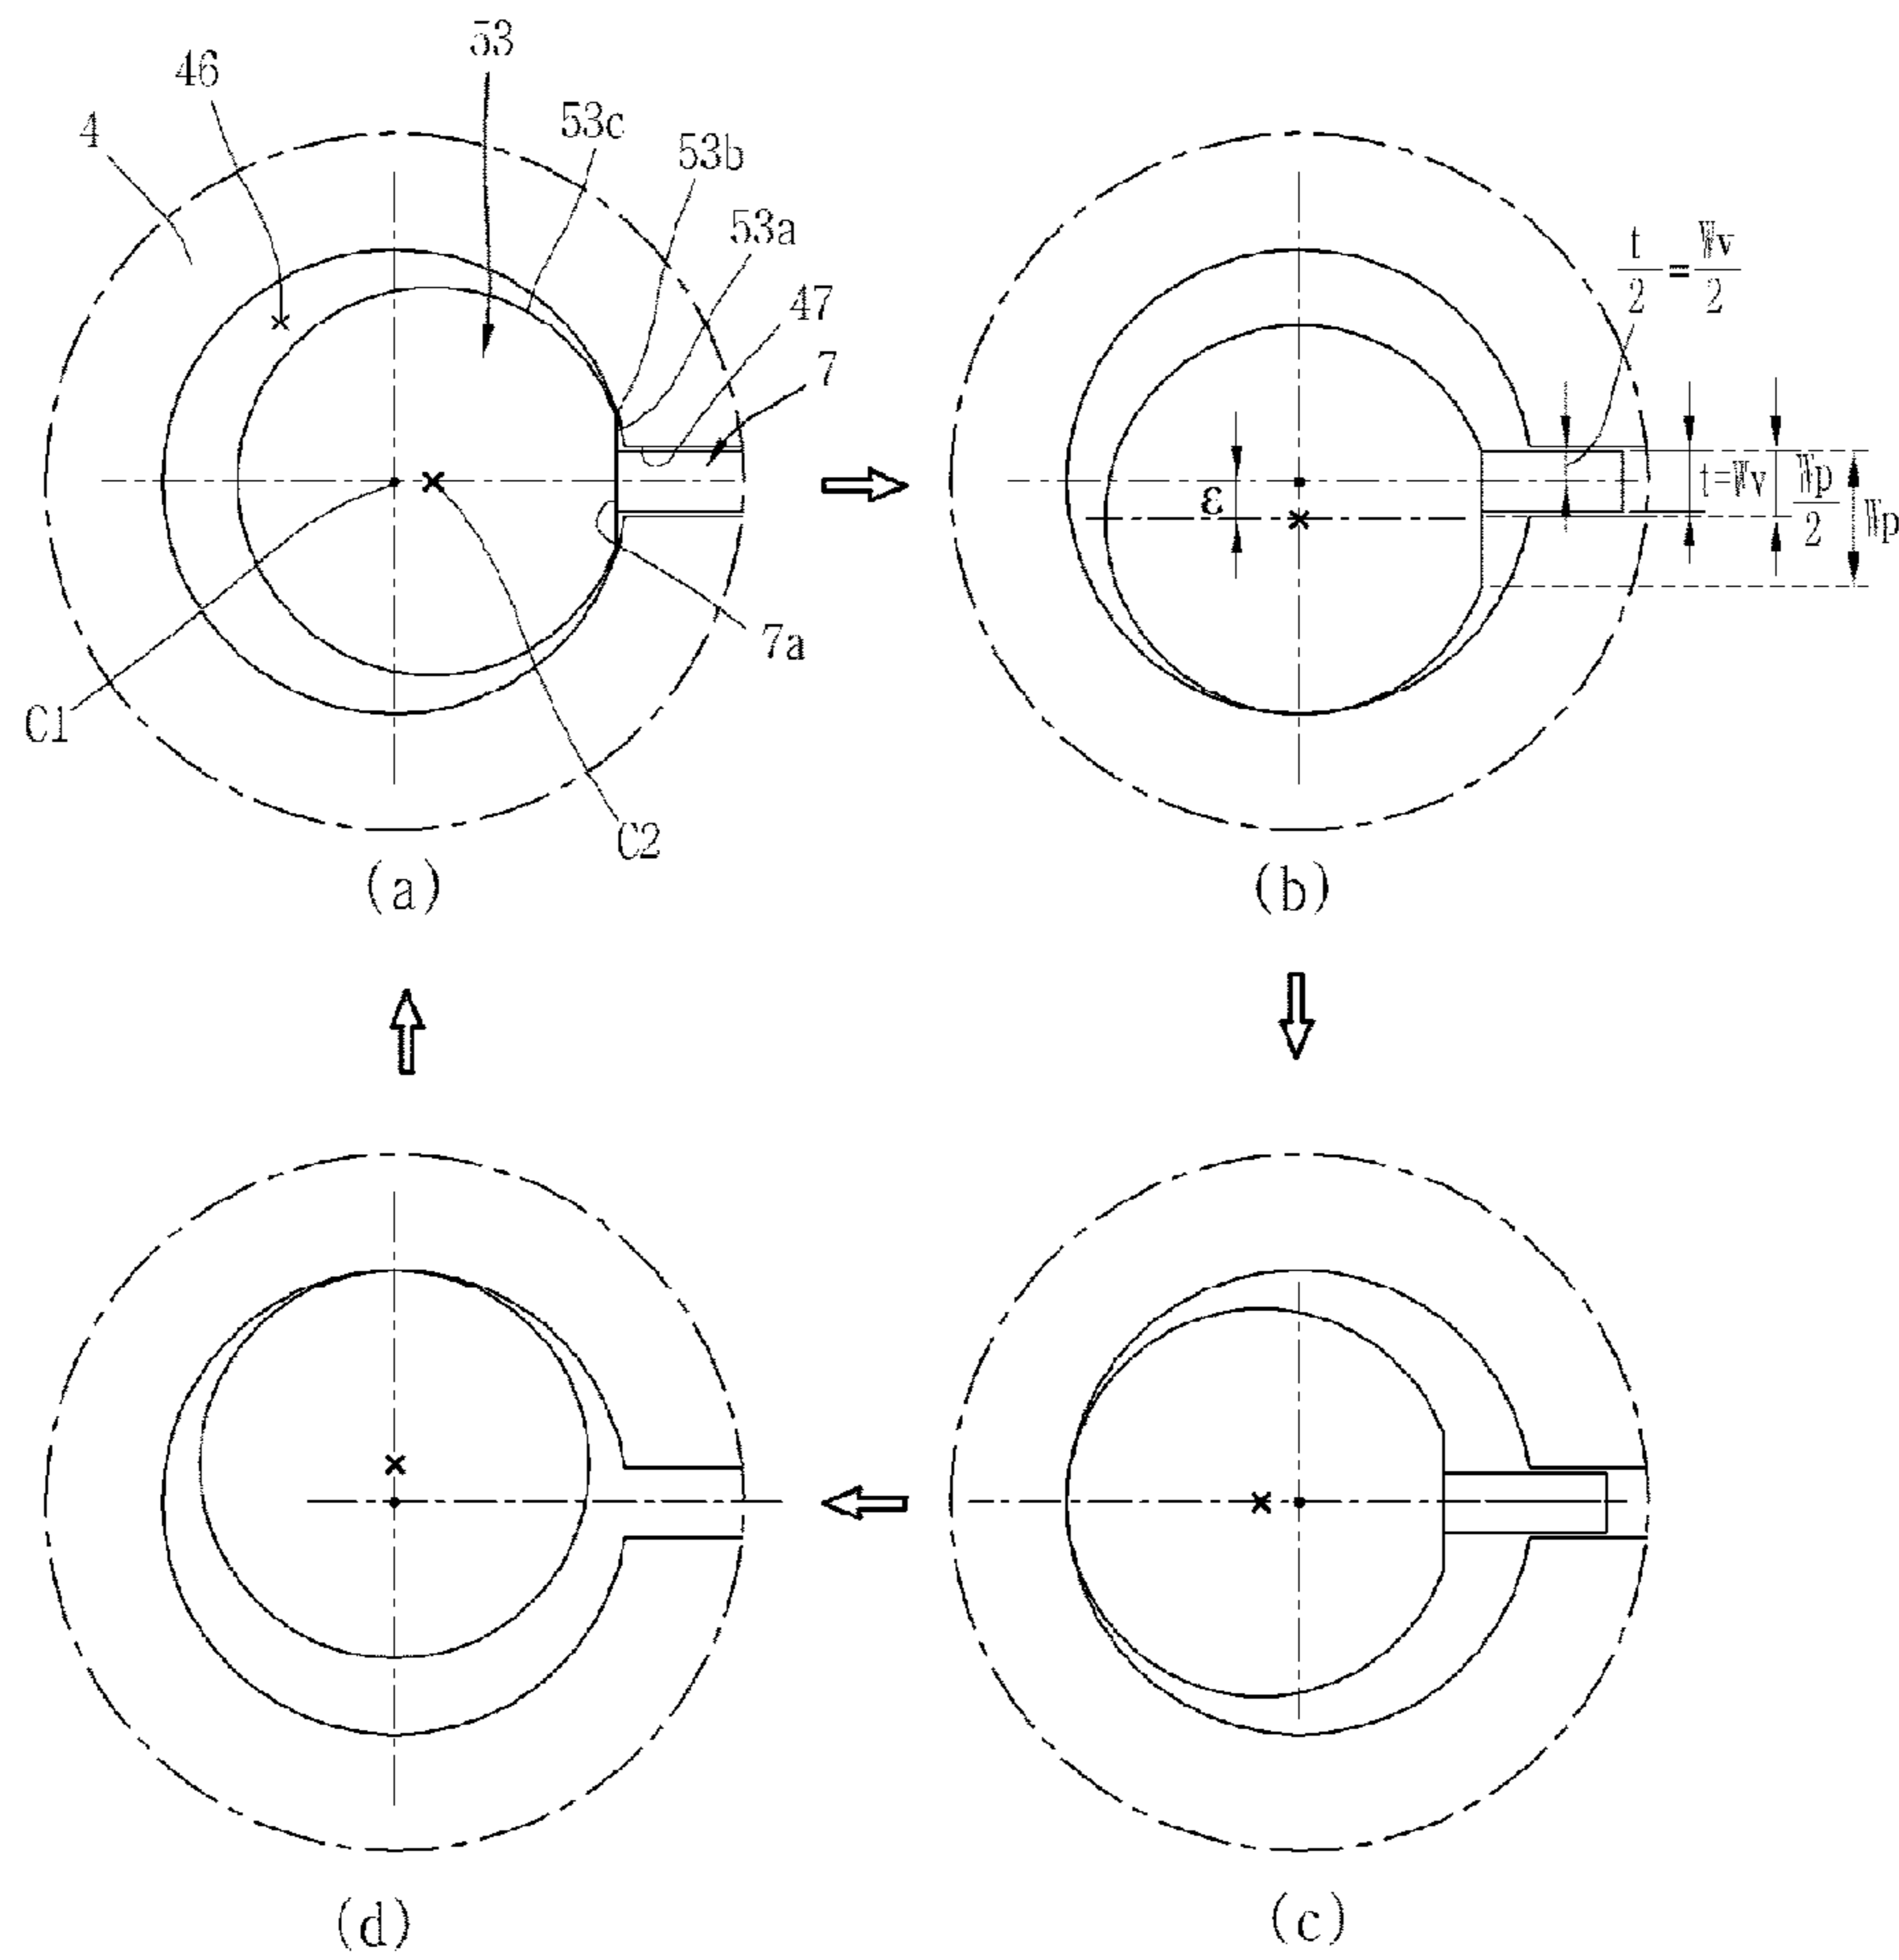 53
46
53c
4
53b
53a
47
7
7a
C1
C2
(a)
t/2=Wv/2
ε
t=Wv
Wp/2
Wp
(b)
(d)
(c)